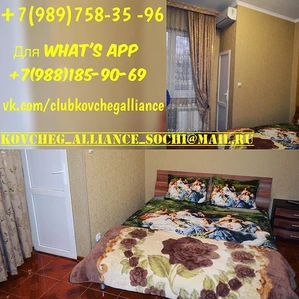 +7(989)758-35 -96
Для WHAT'S APP
+7(988)185-90-69
vk.com/clubkovchegalliance
KOVCHEG_ALLIANCE_SOCHI@MAIL.RU